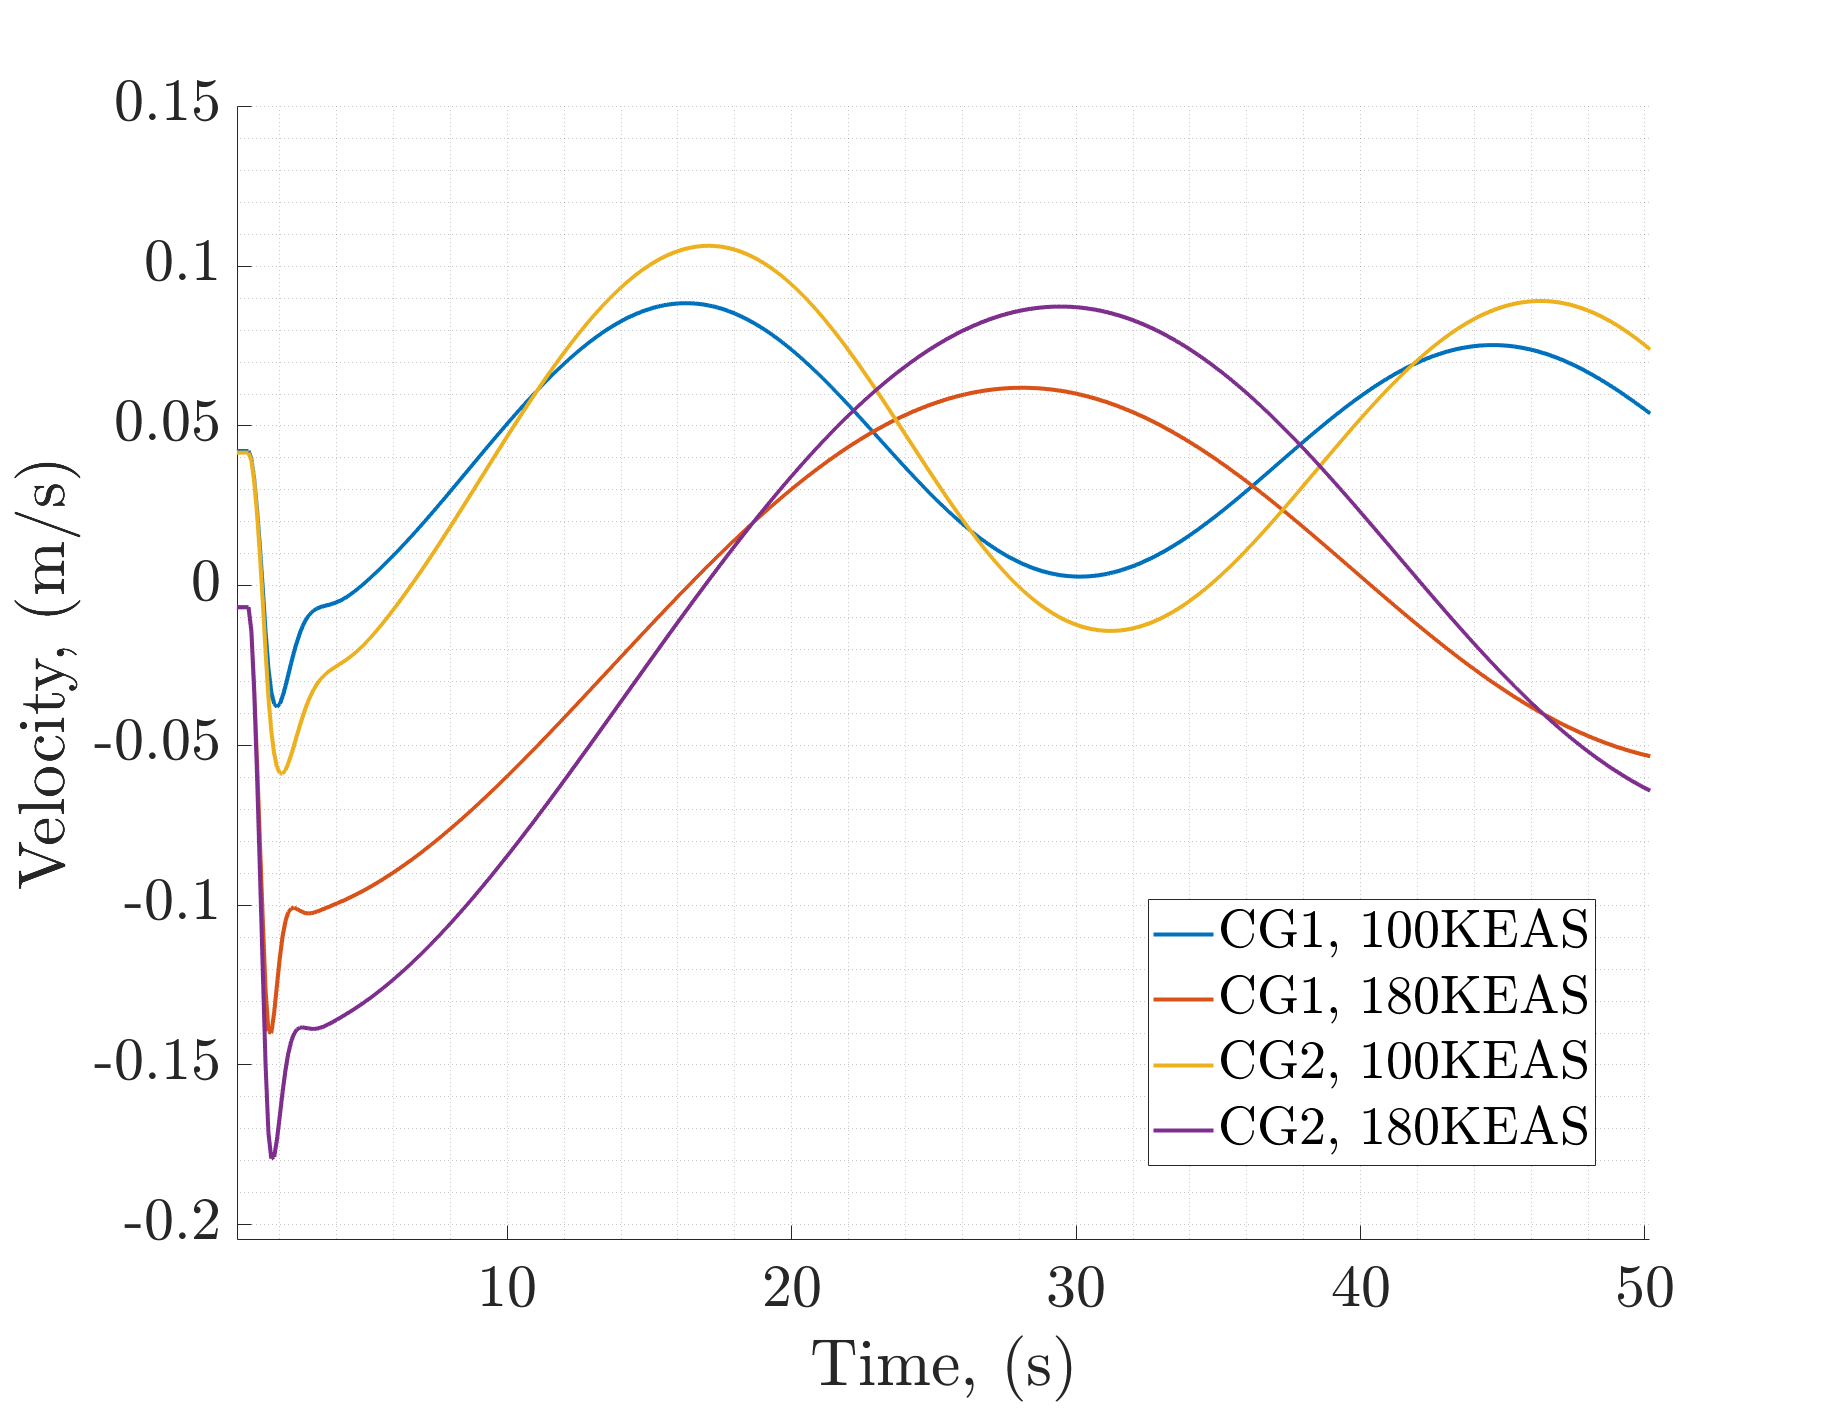 0.15
0.1
0.05
0
-0.05
-0.1
-0.15
-0.2
Velocity, (m/s)
10 20 30 40 50
Time, (s)
CG1, 100KEAS
CG1, 180KEAS
CG2, 100KEAS
CG2, 180KEAS